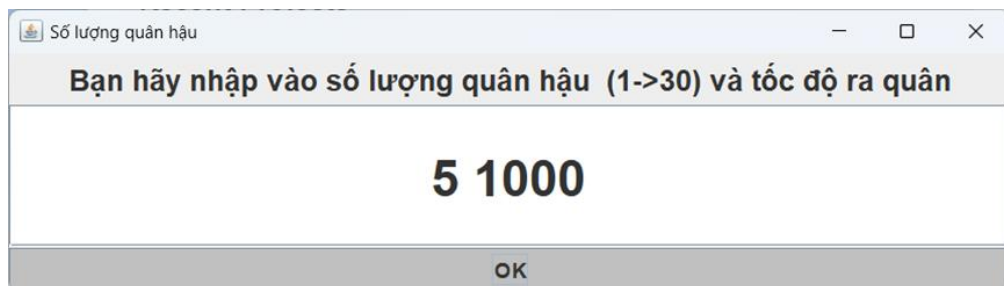 Số lượng quân hậu
Bạn hãy nhập vào số lượng quân hậu (1->30) và tốc độ ra quân
5 1000
OK